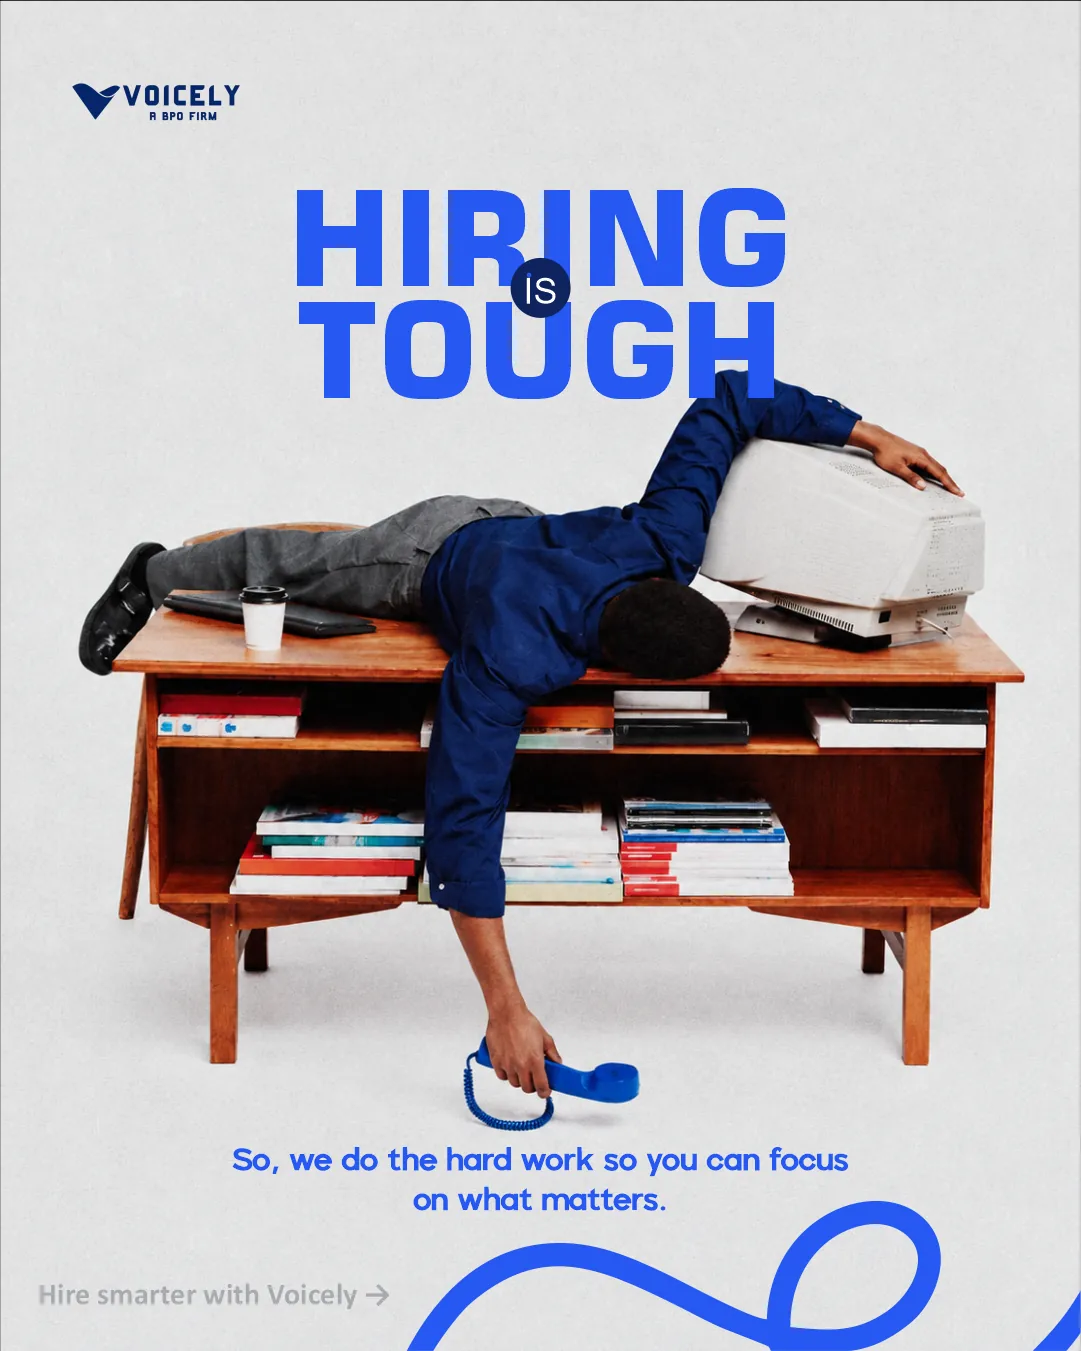 VOICELY
A BPO FIRM
HIRING
is
TOUGH
So, we do the hard work so you can focus
on what matters.
Hire smarter with Voicely →